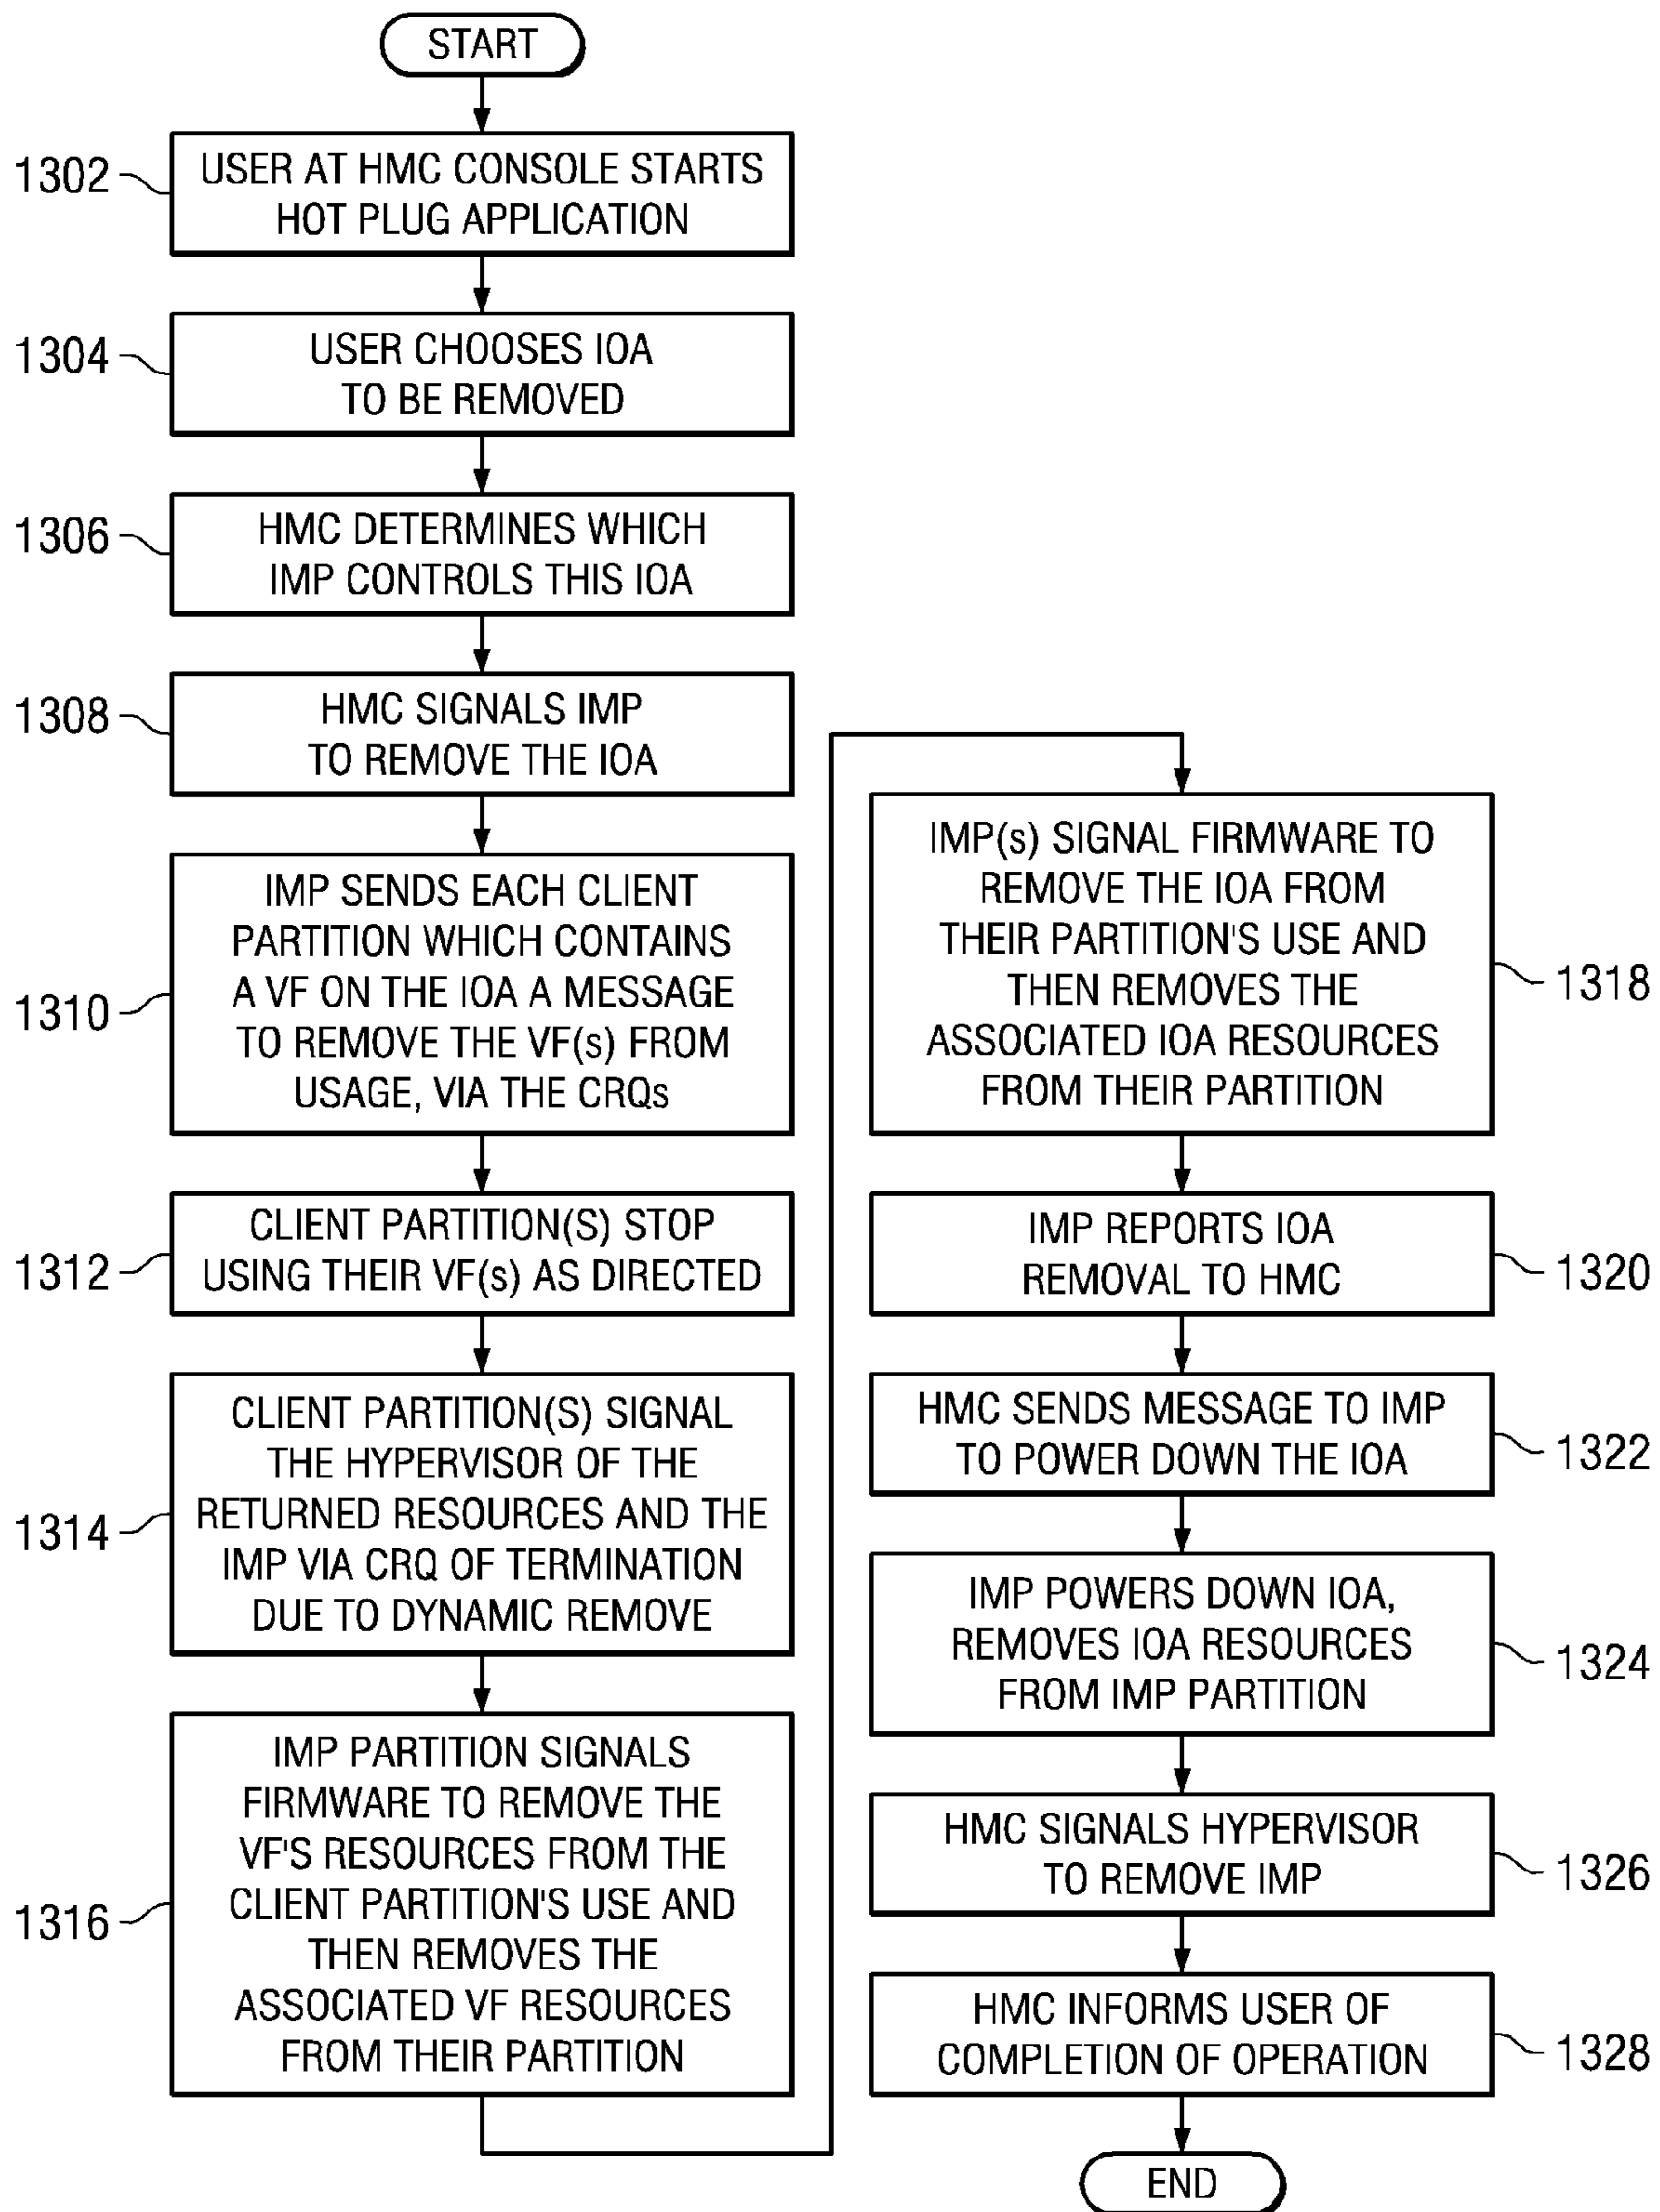 START
1302
USER AT HMC CONSOLE STARTS
HOT PLUG APPLICATION
1304
USER CHOOSES IOA
TO BE REMOVED
1306
HMC DETERMINES WHICH
IMP CONTROLS THIS IOA
1308
HMC SIGNALS IMP
TO REMOVE THE IOA
1310
IMP SENDS EACH CLIENT
PARTITION WHICH CONTAINS
A VF ON THE IOA A MESSAGE
TO REMOVE THE VF(s) FROM
USAGE, VIA THE CRQs
1312
CLIENT PARTITION(S) STOP
USING THEIR VF(s) AS DIRECTED
1314
CLIENT PARTITION(S) SIGNAL
THE HYPERVISOR OF THE
RETURNED RESOURCES AND THE
IMP VIA CRQ OF TERMINATION
DUE TO DYNAMIC REMOVE
1316
IMP PARTITION SIGNALS
FIRMWARE TO REMOVE THE
VF'S RESOURCES FROM THE
CLIENT PARTITION'S USE AND
THEN REMOVES THE
ASSOCIATED VF RESOURCES
FROM THEIR PARTITION
IMP(s) SIGNAL FIRMWARE TO
REMOVE THE IOA FROM
THEIR PARTITION'S USE AND
THEN REMOVES THE
ASSOCIATED IOA RESOURCES
FROM THEIR PARTITION
1318
IMP REPORTS IOA
REMOVAL TO HMC
1320
HMC SENDS MESSAGE TO IMP
TO POWER DOWN THE IOA
1322
IMP POWERS DOWN IOA,
REMOVES IOA RESOURCES
FROM IMP PARTITION
1324
HMC SIGNALS HYPERVISOR
TO REMOVE IMP
1326
HMC INFORMS USER OF
COMPLETION OF OPERATION
1328
END